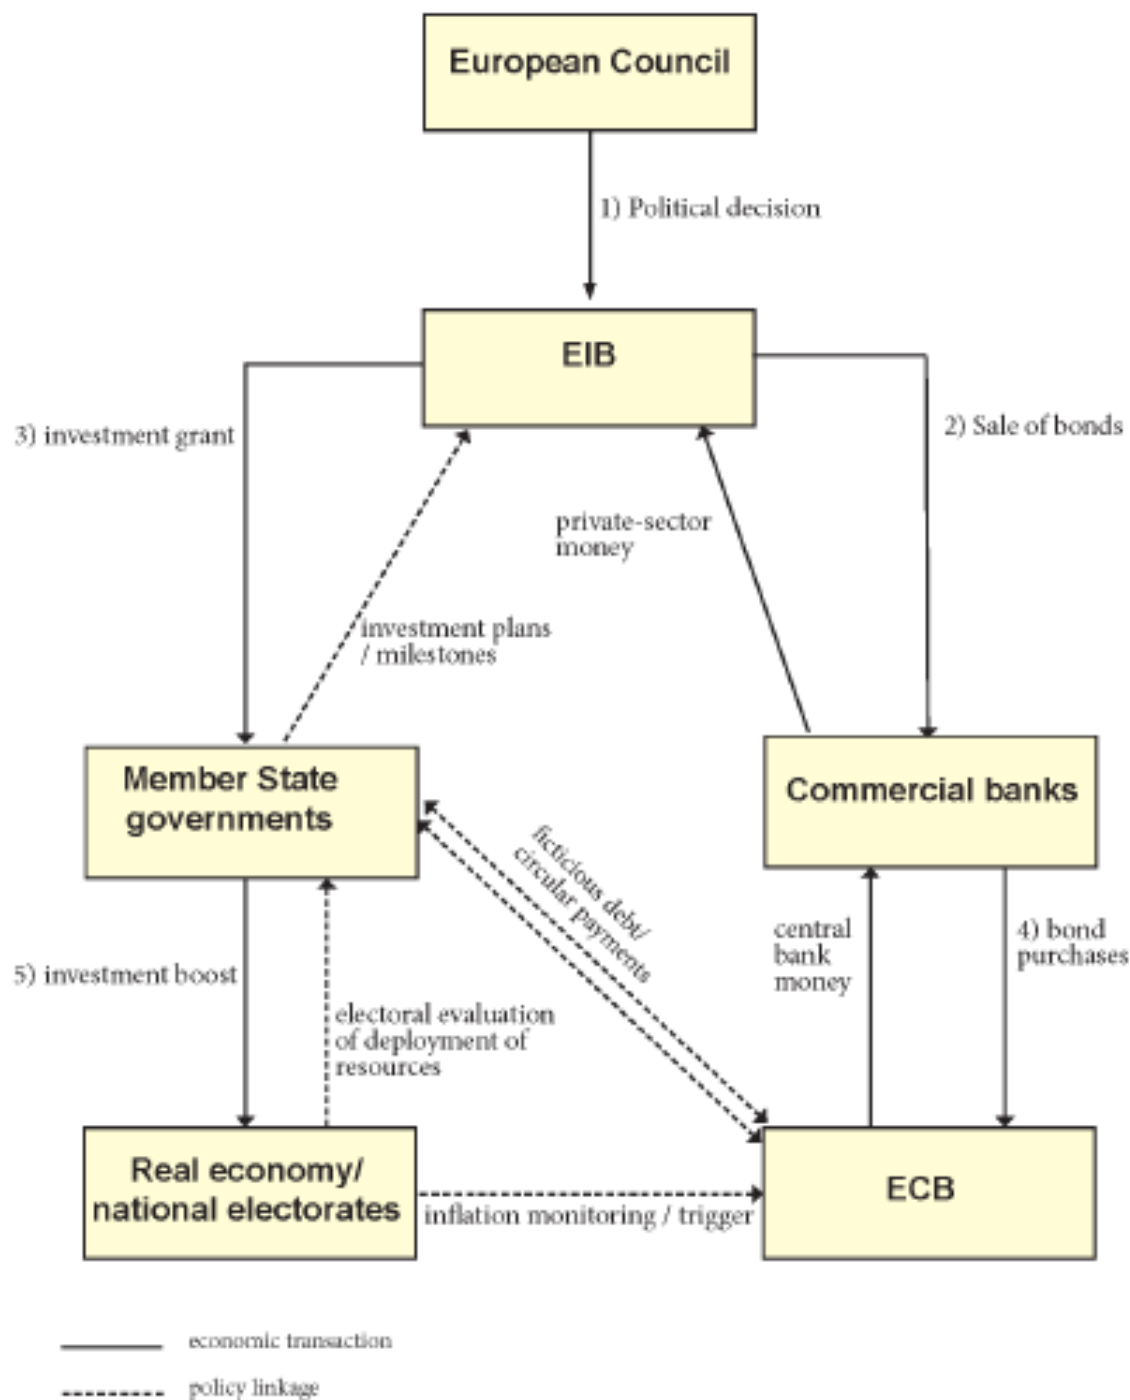 European Council
1) Political decision
EIB
3) investment grant
2) Sale of bonds
private-sector
money
investment plans
/ milestones
Member State
governments
Commercial banks
ficticious debt/
circular payments
central
bank
money
4) bond
purchases
5) investment boost
electoral evaluation
of deployment of
resources
Real economy/
national electorates
ECB
inflation monitoring / trigger
economic transaction
policy linkage